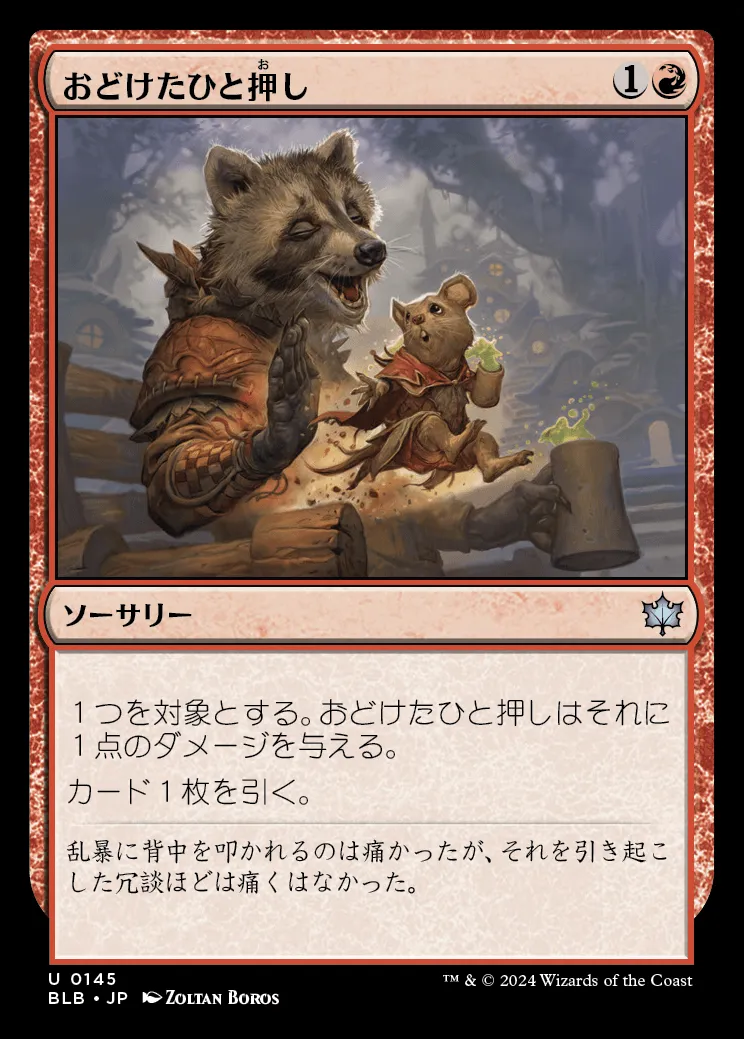 おどけたひと押し
お
1
ソーサリー
1つを対象とする。おどけたひと押しはそれに
1点のダメージを与える。
カード1枚を引く。
乱暴に背中を叩かれるのは痛かったが、それを引き起こ
した冗談ほどは痛くはなかった。
U 0145
BLB • JP ZOLTAN BOROS
™ & © 2024 Wizards of the Coast